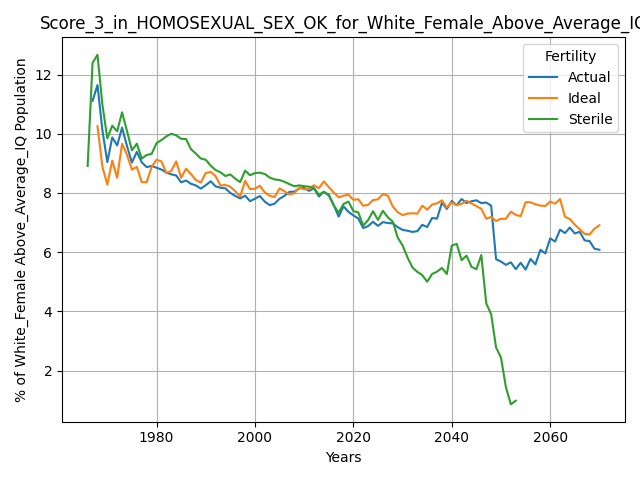 Score_3_in_HOMOSEXUAL_SEX_OK_for_White_Female_Above_Average_IQ
Fertility
Actual
Ideal
Sterile
% of White_Female Above_Average_IQ Population
12
10
8
6
4
2
1980
2000
2020
2040
2060
Years